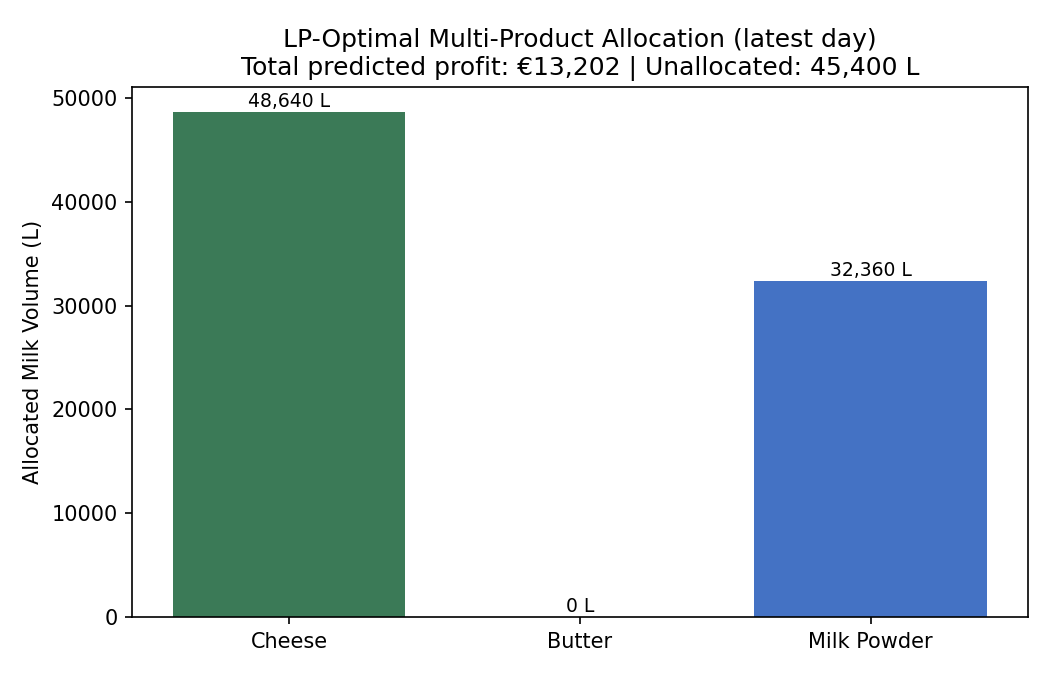 LP-Optimal Multi-Product Allocation (latest day)
Total predicted profit: €13,202 | Unallocated: 45,400 L
Allocated Milk Volume (L)
50000
40000
30000
20000
10000
0
48,640 L
0 L
32,360 L
Cheese
Butter
Milk Powder